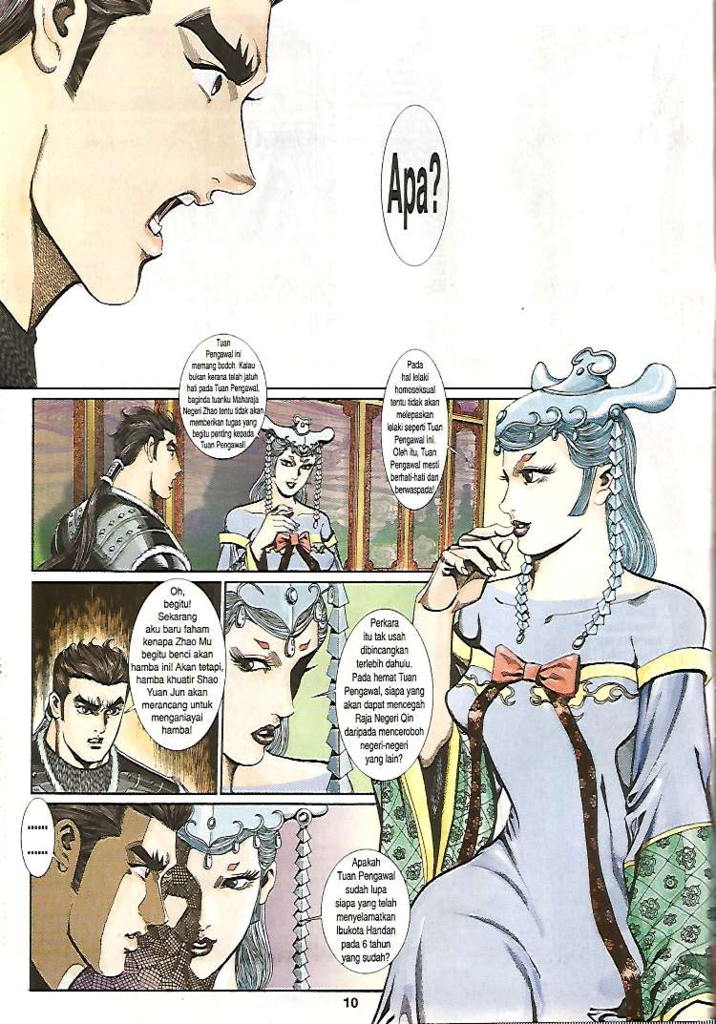 Apa?
Tuan
Pengawal ini
memang bodoh. Kalau
bukan kerana telah jatuh
hati pada Tuan Pengawal,
baginda tuanku Maharaja
Negeri Zhao tentu tidak akan
memberikan tugas yang
begitu penting kepada
Tuan Pengawal!
Pada
hal lelaki
homoseksual
tentu tidak akan
melepaskan
lelaki seperti Tuan
Pengawal ini.
Oleh itu, Tuan
Pengawal mesti
berhati-hati dan
berwaspada!
Oh,
begitu!
Sekarang
aku baru faham
kenapa Zhao Mu
begitu benci akan
hamba ini! Akan tetapi,
hamba khuatir Shao
Yuan Jun akan
merancang untuk
menganiayai
hamba!
Perkara
itu tak usah
dibincangkan
terlebih dahulu.
Pada hemat Tuan
Pengawal, siapa yang
dapat mencegah
Raja Negeri Qin
daripada menceroboh
negeri-negeri
yang lain?
......
......
Apakah
Tuan Pengawal
sudah lupa
siapa yang telah
menyelamatkan
Ibukota Handan
pada 6 tahun
yang sudah?
10